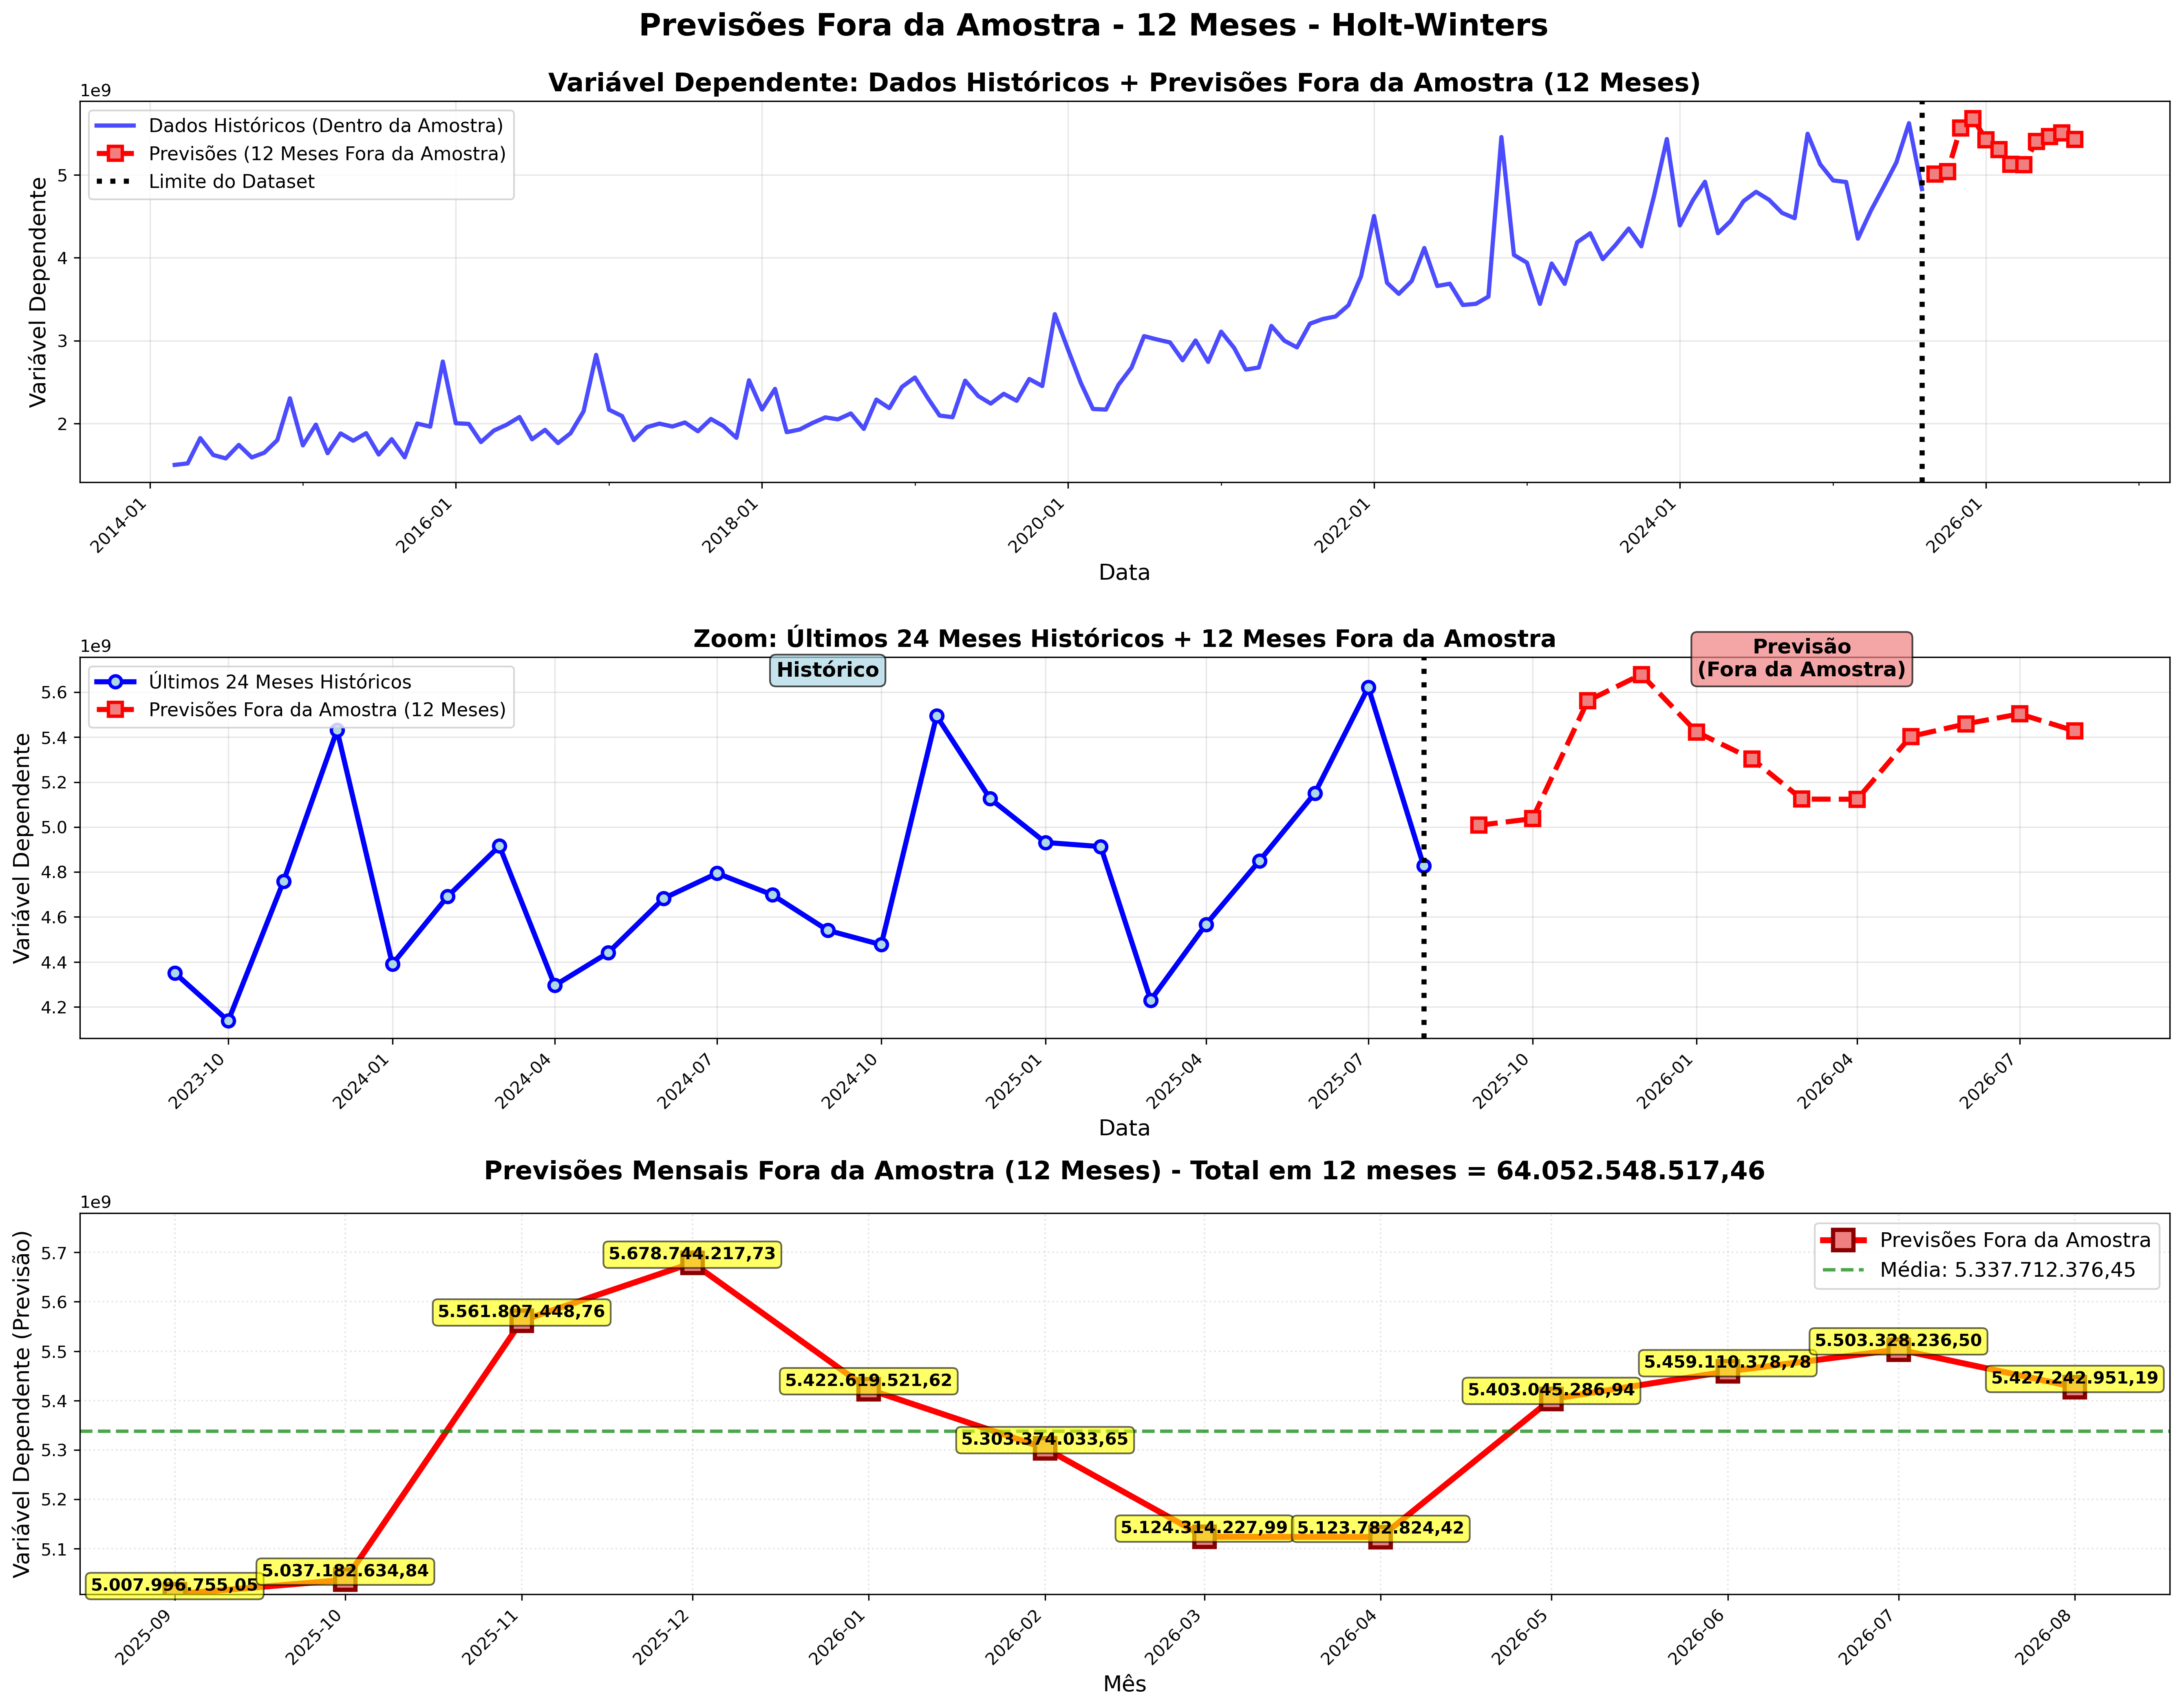 Previsões Fora da Amostra - 12 Meses - Holt-Winters
Variável Dependente: Dados Históricos + Previsões Fora da Amostra (12 Meses)
1e9
Dados Históricos (Dentro da Amostra)
Previsões (12 Meses Fora da Amostra)
Limite do Dataset
Variável Dependente
5
4
3
2
2014-01
2016-01
2018-01
2020-01
2022-01
2024-01
2026-01
Data
Zoom: Últimos 24 Meses Históricos + 12 Meses Fora da Amostra
1e9
Últimos 24 Meses Históricos
Previsões Fora da Amostra (12 Meses)
Histórico
Previsão
(Fora da Amostra)
Variável Dependente
5.6
5.4
5.2
5.0
4.8
4.6
4.4
4.2
2023-10
2024-01
2024-04
2024-07
2024-10
2025-01
2025-04
2025-07
2025-10
2026-01
2026-04
2026-07
Data
Previsões Mensais Fora da Amostra (12 Meses) - Total em 12 meses = 64.052.548.517,46
1e9
Previsões Fora da Amostra
Média: 5.337.712.376,45
Variável Dependente (Previsão)
5.7
5.6
5.5
5.4
5.3
5.2
5.1
5.007.996.755,05
5.037.182.634,84
5.561.807.448,76
5.678.744.217,73
5.422.619.521,62
5.303.374.033,65
5.124.314.227,99
5.123.782.824,42
5.403.045.286,94
5.459.110.378,78
5.503.328.236,50
5.427.242.951,19
2025-09
2025-10
2025-11
2025-12
2026-01
2026-02
2026-03
2026-04
2026-05
2026-06
2026-07
2026-08
Mês